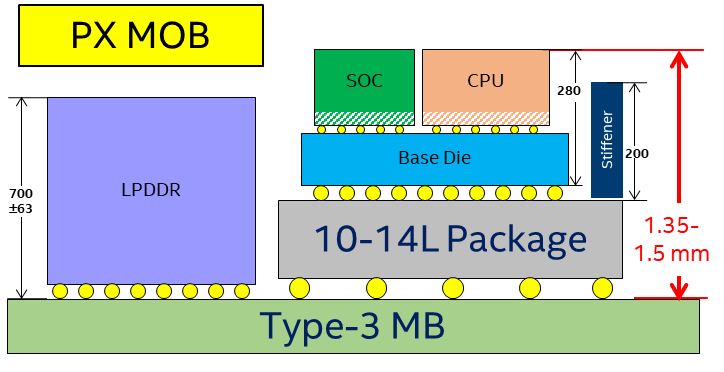 PX MOB
SOC
CPU
280
Stiffener
200
Base Die
LPDDR
700
±63
10-14L Package
1.35-
1.5 mm
Type-3 MB